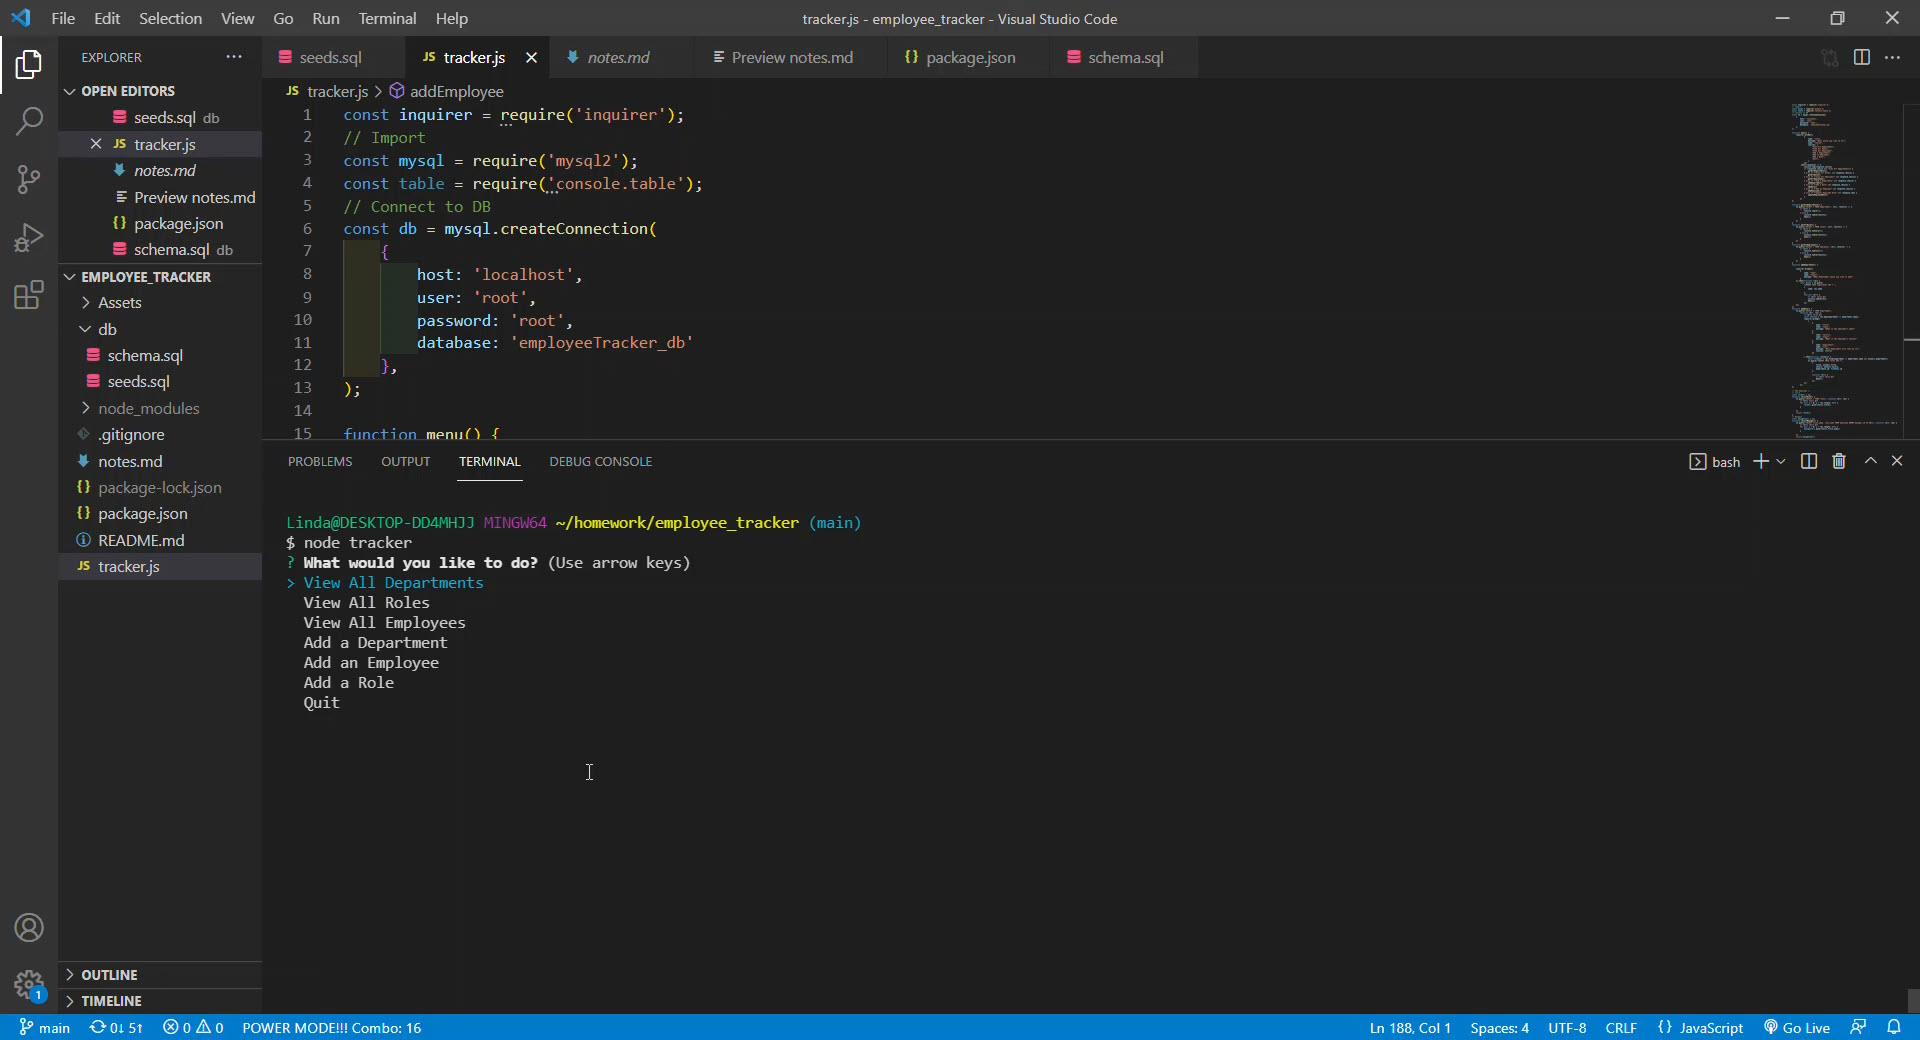 File Edit Selection View Go Run Terminal Help
tracker.js - employee_tracker - Visual Studio Code
EXPLORER
OPEN EDITORS
seeds.sql db
tracker.js
notes.md
Preview notes.md
package.json
schema.sql db
EMPLOYEE_TRACKER
Assets
db
schema.sql
seeds.sql
node_modules
.gitignore
notes.md
package-lock.json
package.json
README.md
JS tracker.js
OUTLINE
TIMELINE
seeds.sql
JS tracker.js
notes.md
Preview notes.md
package.json
schema.sql
JS tracker.js > addEmployee
1 const inquirer = require('inquirer');
2 // Import
3 const mysql = require('mysql2');
4 const table = require('console.table');
5 // Connect to DB
6 const db = mysql.createConnection(
7 {
8 host: 'localhost',
9 user: 'root',
10 password: 'root',
11 database: 'employeeTracker_db'
12 },
13 );
14
15 function menu() {
PROBLEMS OUTPUT TERMINAL DEBUG CONSOLE
bash
Linda@DESKTOP-DD4MHJJ MINGW64 ~/homework/employee_tracker (main)
$ node tracker
? What would you like to do? (Use arrow keys)
> View All Departments
View All Roles
View All Employees
Add a Department
Add an Employee
Add a Role
Quit
1
main 0↓ 5↑ 0 0 POWER MODE!!! Combo: 16
Ln 188, Col 1 Spaces: 4 UTF-8 CRLF {} JavaScript Go Live